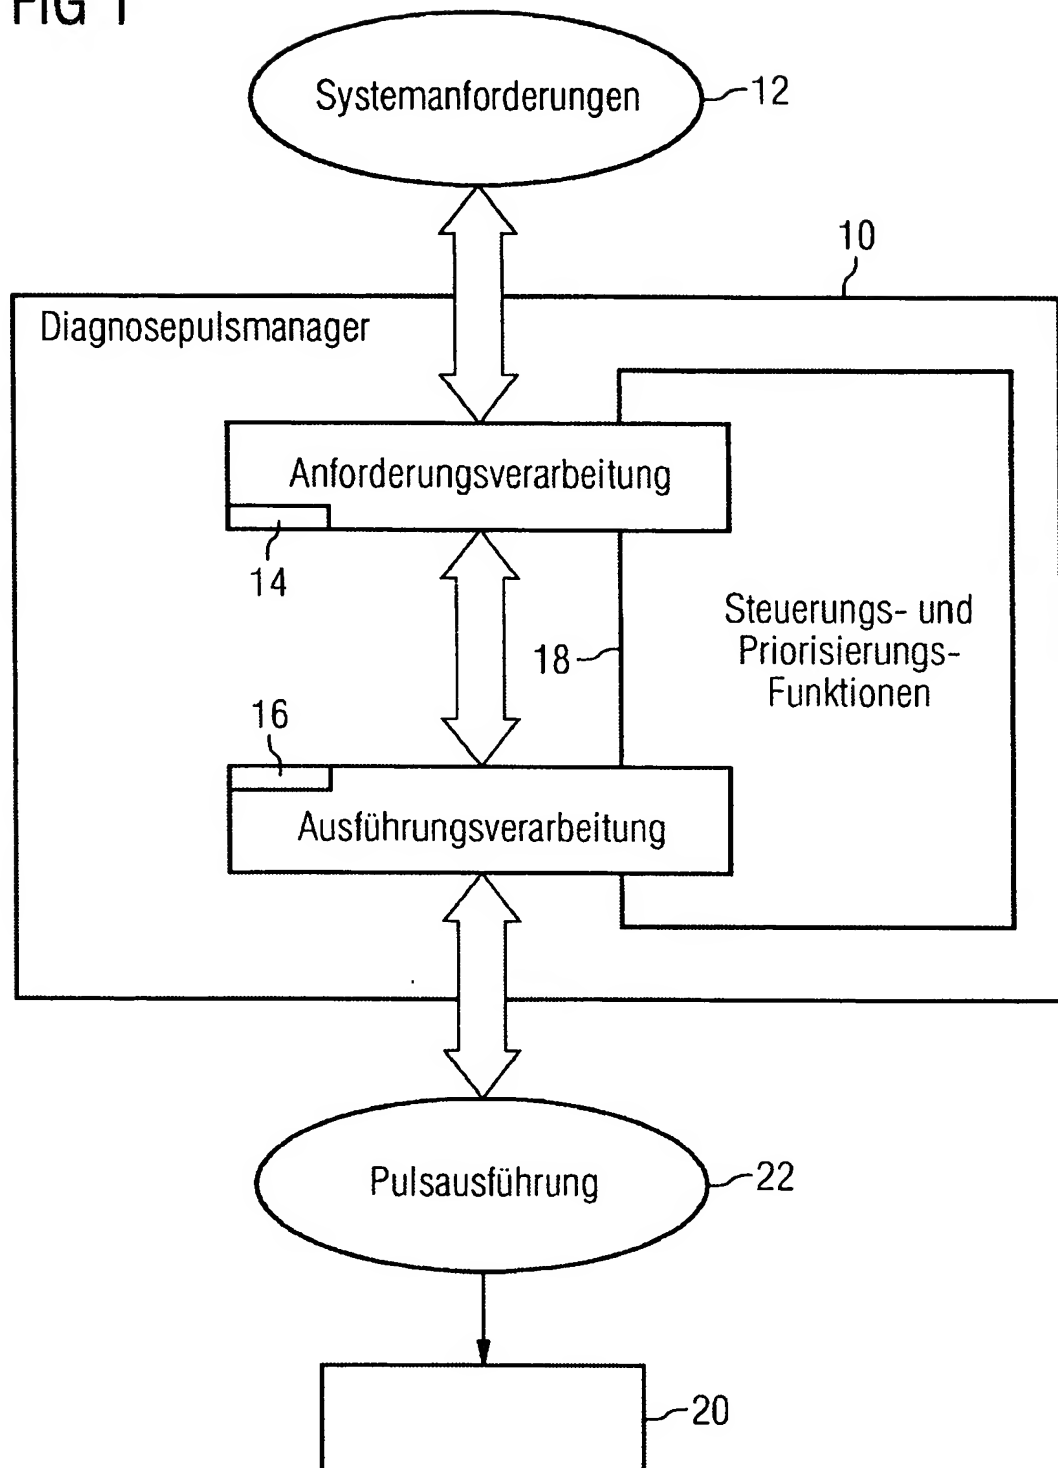 FIG 1
Systemanforderungen
12
10
Diagnosepulsmanager
Anforderungsverarbeitung
14
Steuerungs- und
Priorisierungs-
Funktionen
18
16
Ausführungsverarbeitung
Pulsausführung
22
20